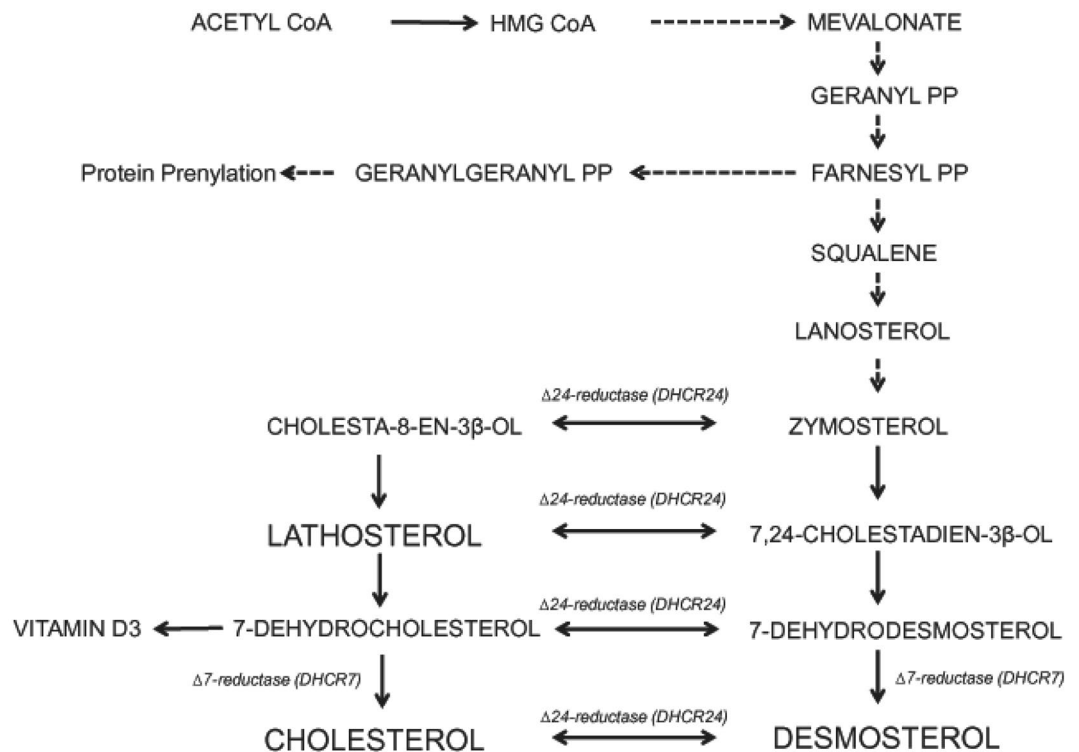 ACETYL CoA HMG CoA MEVALONATE
GERANYL PP
Protein Prenylation GERANYLGERANYL PP FARNESYL PP
SQUALENE
LANOSTEROL
Δ24-reductase (DHCR24)
CHOLESTA-8-EN-3β-OL ZYMOSTEROL
Δ24-reductase (DHCR24)
LATHOSTEROL 7,24-CHOLESTADIEN-3β-OL
Δ24-reductase (DHCR24)
VITAMIN D3 7-DEHYDROCHOLESTEROL 7-DEHYDRODESMOSTEROL
Δ7-reductase (DHCR7) Δ7-reductase (DHCR7)
Δ24-reductase (DHCR24)
CHOLESTEROL DESMOSTEROL